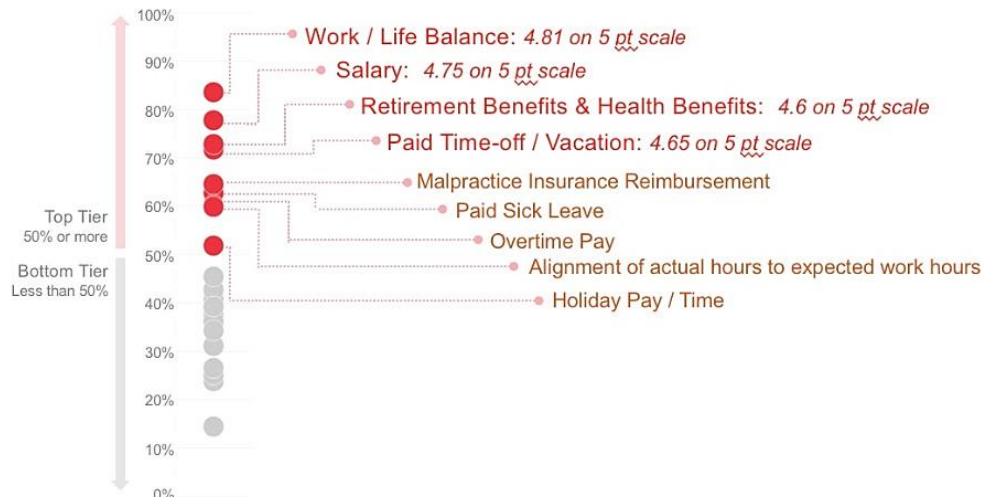 100%
Work / Life Balance: 4.81 on 5 pt scale
90%
Salary: 4.75 on 5 pt scale
80%
Retirement Benefits & Health Benefits: 4.6 on 5 pt scale
Paid Time-off / Vacation: 4.65 on 5 pt scale
70%
Malpractice Insurance Reimbursement
60%
Paid Sick Leave
Top Tier
50% or more
Overtime Pay
50%
Bottom Tier
Less than 50%
Alignment of actual hours to expected work hours
40%
Holiday Pay / Time
30%
20%
10%
0%